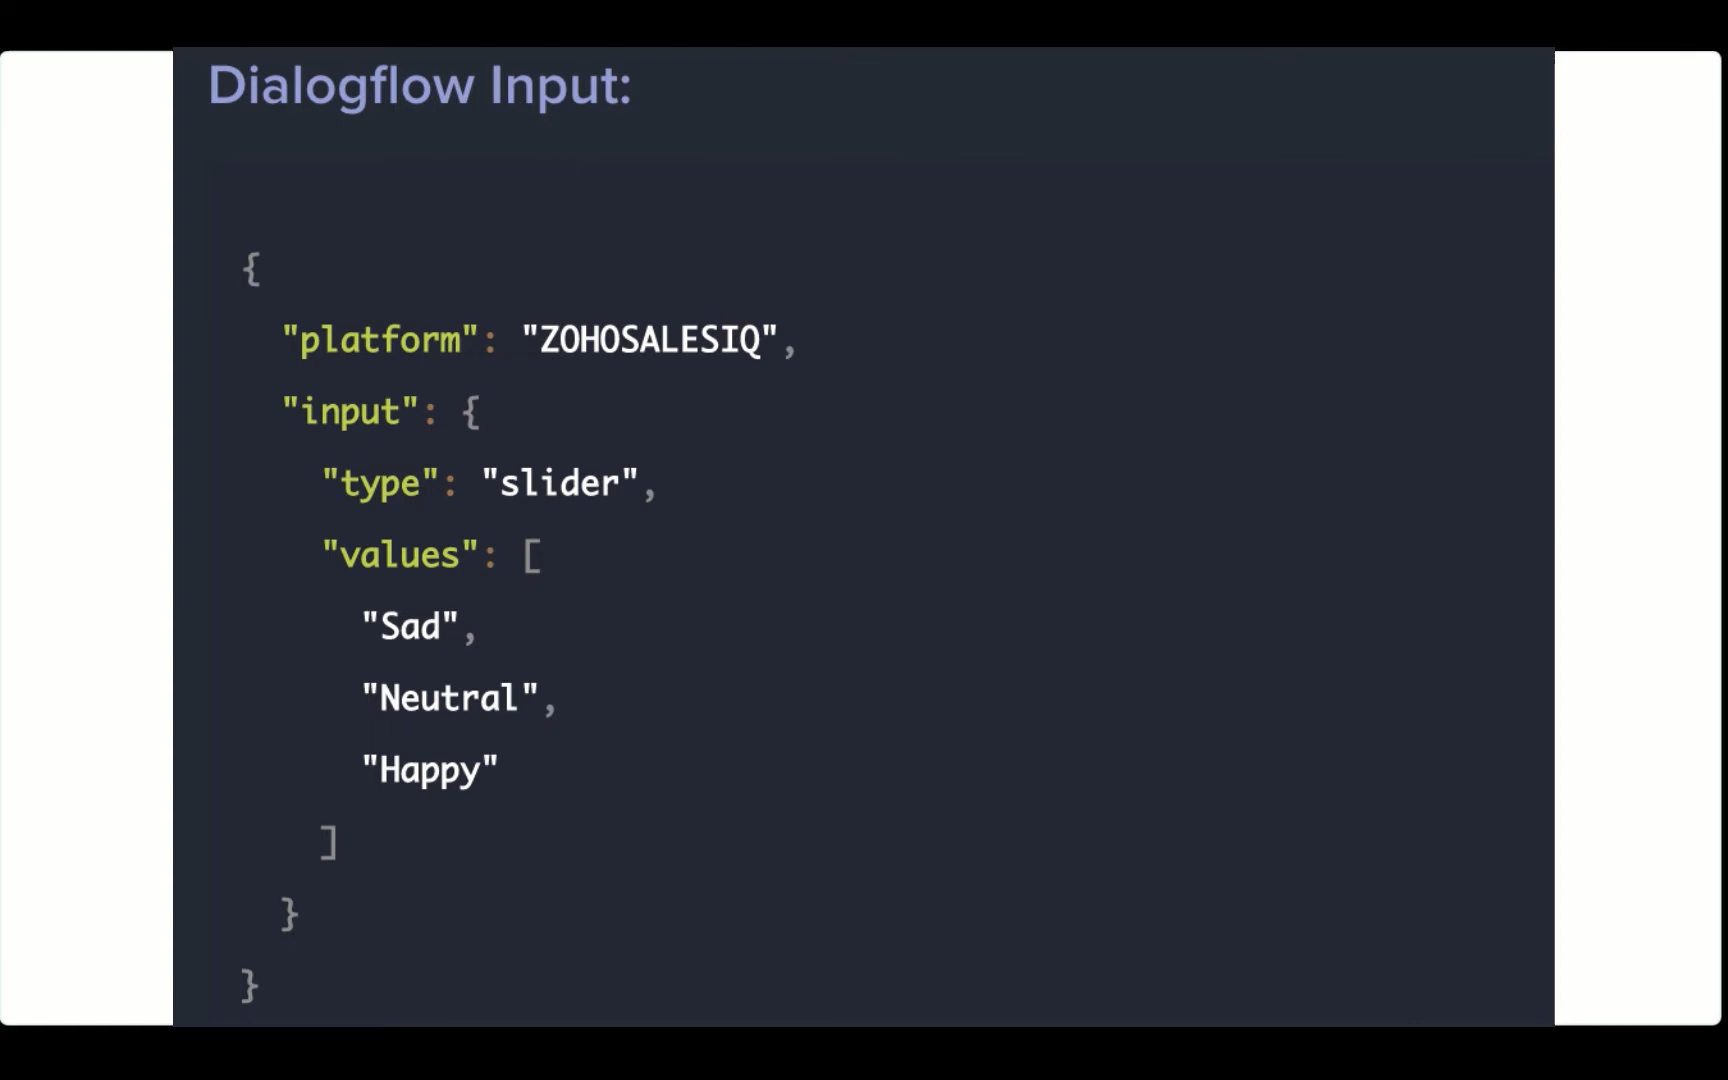 Dialogflow Input:
{
"platform": "ZOHOSALESIQ",
"input": {
"type": "slider",
"values": [
"Sad",
"Neutral",
"Happy"
]
}
}